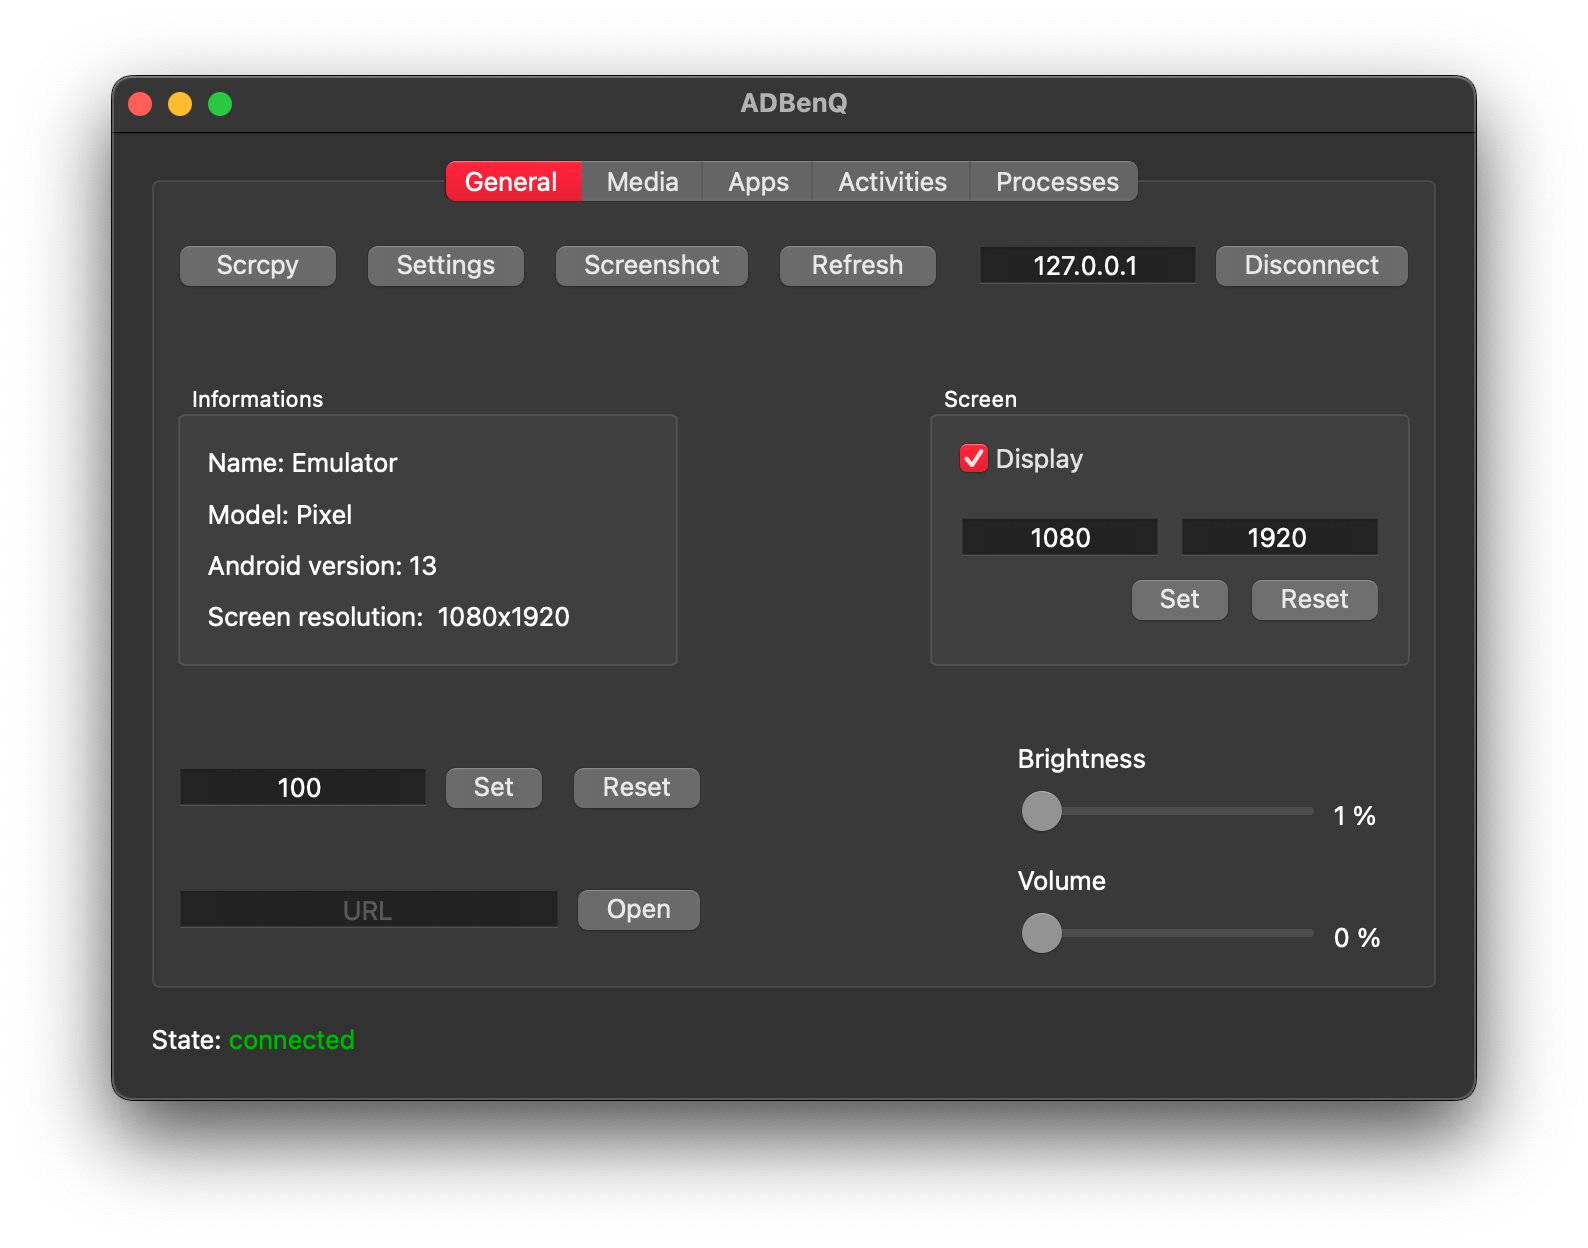 ADBenQ
General Media Apps Activities Processes
Scrcpy Settings Screenshot Refresh 127.0.0.1 Disconnect
Informations
Name: Emulator
Model: Pixel
Android version: 13
Screen resolution: 1080x1920
Screen
Display
1080 1920
Set Reset
100 Set Reset
URL Open
Brightness
1 %
Volume
0 %
State: connected